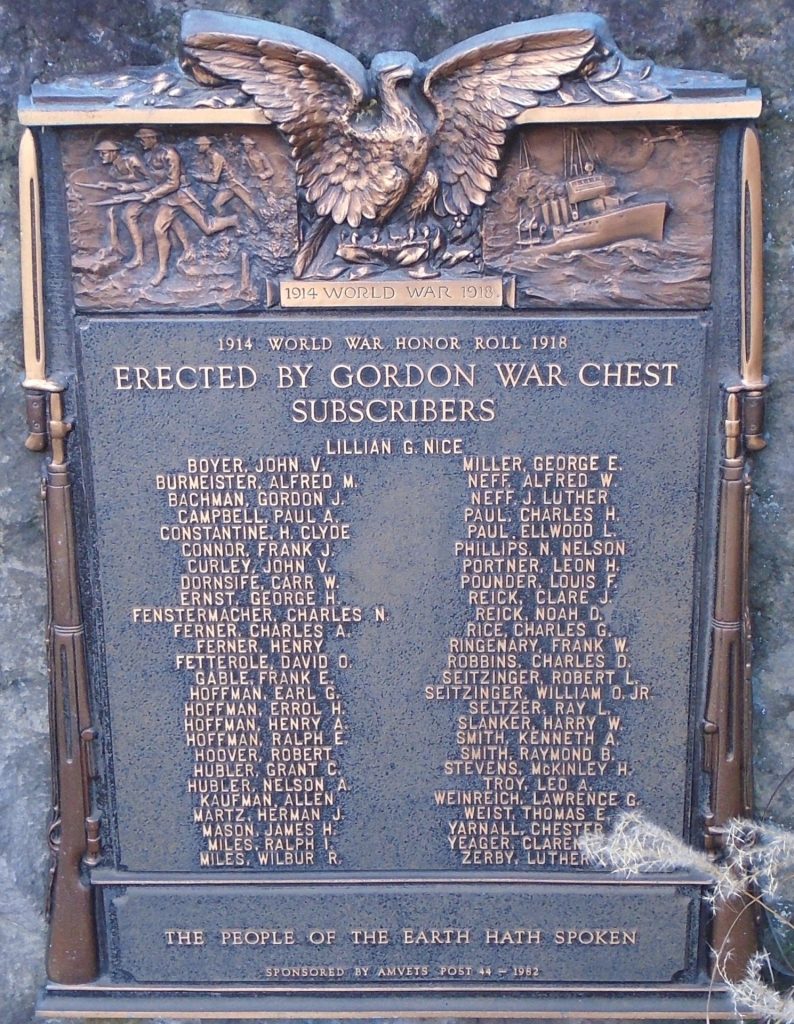 1914 WORLD WAR 1918
1914 WORLD WAR HONOR ROLL 1918
ERECTED BY GORDON WAR CHEST
SUBSCRIBERS
LILLIAN G. NICE
BOYER, JOHN V.
BURMEISTER, ALFRED M.
BACHMAN, GORDON J.
CAMPBELL, PAUL A.
CONSTANTINE, H. CLYDE
CONNOR, FRANK J.
CURLEY, JOHN V.
DORNSIFE, CARR W.
ERNST, GEORGE H.
FENSTERMACHER, CHARLES N.
FERNER, CHARLES A.
FERNER, HENRY
FETTEROLF, DAVID O.
GABLE, FRANK E.
HOFFMAN, EARL G.
HOFFMAN, ERROL H.
HOFFMAN, HENRY A.
HOFFMAN, RALPH E.
HOOVER, ROBERT
HUBLER, GRANT C.
HUBLER, NELSON A.
KAUFMAN, ALLEN
MARTZ, HERMAN J.
MASON, JAMES H.
MILES, RALPH I.
MILES, WILBUR R.
MILLER, GEORGE E.
NEFF, ALFRED W.
NEFF, J. LUTHER
PAUL, CHARLES H.
PAUL, ELLWOOD L.
PHILLIPS, N. NELSON
PORTNER, LEON H.
POUNDER, LOUIS F.
REICK, CLARE J.
REICK, NOAH D.
RICE, CHARLES G.
RINGENARY, FRANK W.
ROBBINS, CHARLES D.
SEITZINGER, ROBERT L.
SEITZINGER, WILLIAM O. JR.
SELTZER, RAY L.
SLANKER, HARRY W.
SMITH, KENNETH A.
SMITH, RAYMOND B.
STEVENS, McKINLEY H.
TROY, LEO A.
WEINREICH, LAWRENCE G.
WEIST, THOMAS E.
YARNALL, CHESTER
YEAGER,
ZERBY, LUTHER
THE PEOPLE OF THE EARTH HATH SPOKEN
SPONSORED BY AMVETS POST 44 - 1982